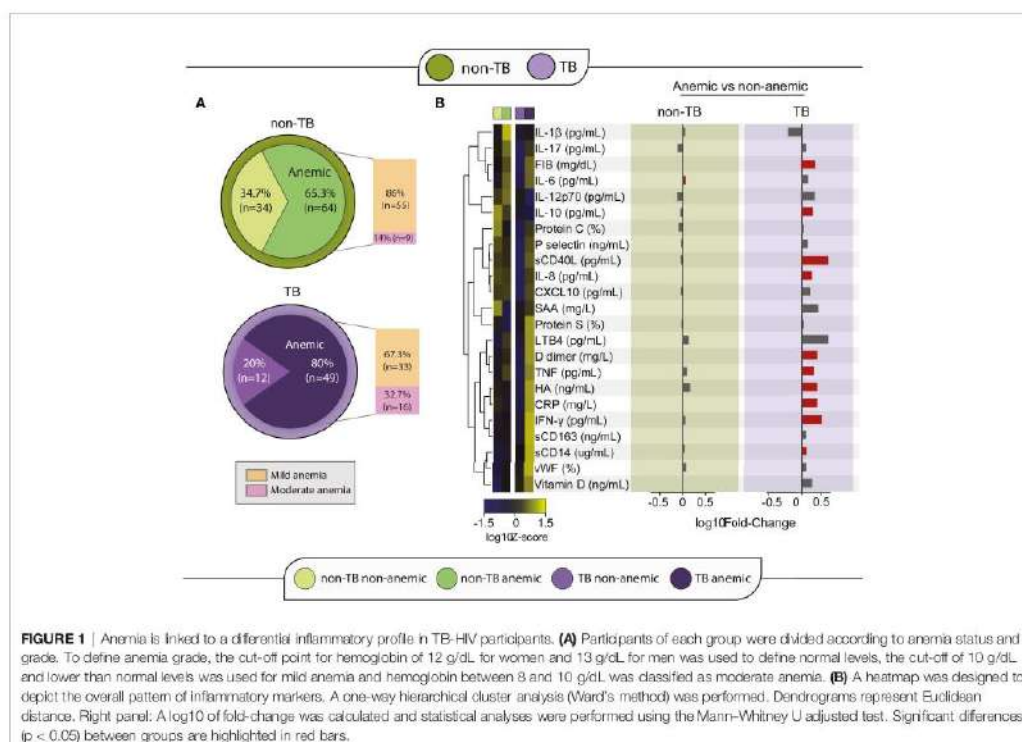 non-TB TB
A
non-TB
Anemic
34.7%
(n=34)
65.3%
(n=64)
86%
(n=55)
14% (n=9)
TB
Anemic
20%
(n=12)
80%
(n=49)
67.3%
(n=33)
32.7%
(n=16)
Mild anemia
Moderate anemia
B
Anemic vs non-anemic
non-TB TB
IL-1β (pg/mL)
IL-17 (pg/mL)
FIB (mg/dL)
IL-6 (pg/mL)
IL-12p70 (pg/mL)
IL-10 (pg/mL)
Protein C (%)
P selectin (ng/mL)
sCD40L (pg/mL)
IL-8 (pg/mL)
CXCL10 (pg/mL)
SAA (mg/L)
Protein S (%)
LTB4 (pg/mL)
D dimer (mg/L)
TNF (pg/mL)
HA (ng/mL)
CRP (mg/L)
IFN-γ (pg/mL)
sCD163 (ng/mL)
sCD14 (ug/mL)
vWF (%)
Vitamin D (ng/mL)
-1.5 0 1.5
log10Z-score
-0.5 0 0.5
-0.5 0 0.5
log10Fold-Change
non-TB non-anemic non-TB anemic TB non-anemic TB anemic
FIGURE 1 | Anemia is linked to a differential inflammatory profile in TB-HIV participants. (A) Participants of each group were divided according to anemia status and
grade. To define anemia grade, the cut-off point for hemoglobin of 12 g/dL for women and 13 g/dL for men was used to define normal levels, the cut-off of 10 g/dL
and lower than normal levels was used for mild anemia and hemoglobin between 8 and 10 g/dL was classified as moderate anemia. (B) A heatmap was designed to
depict the overall pattern of inflammatory markers. A one-way hierarchical cluster analysis (Ward's method) was performed. Dendrograms represent Euclidean
distance. Right panel: A log10 of fold-change was calculated and statistical analyses were performed using the Mann–Whitney U adjusted test. Significant differences
(p < 0.05) between groups are highlighted in red bars.